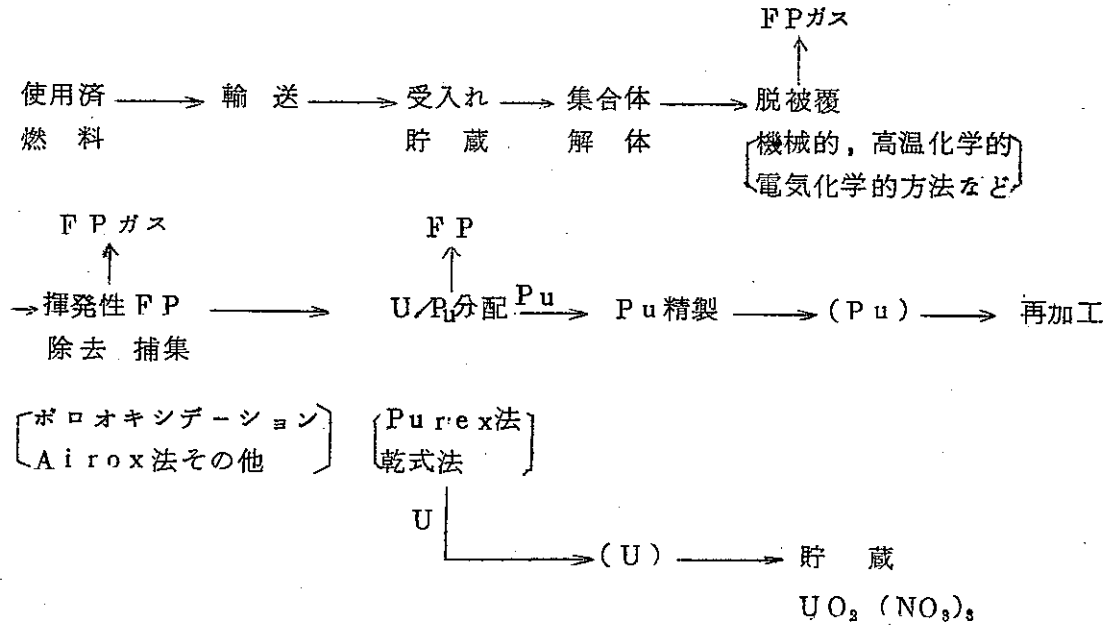 FPガス
使用済 → 輸 送 → 受入れ → 集合体 → 脱被覆
燃 料 貯 蔵 解 体
機械的,高温化学的
電気化学的方法など
FPガス FP
→揮発性FP → U/Pu分配 Pu → Pu精製 → (Pu) → 再加工
除去 捕集
ボロオキシデーション Purex法
Airox法その他 乾式法
U
(U) → 貯 蔵
UO₂(NO₃)₃